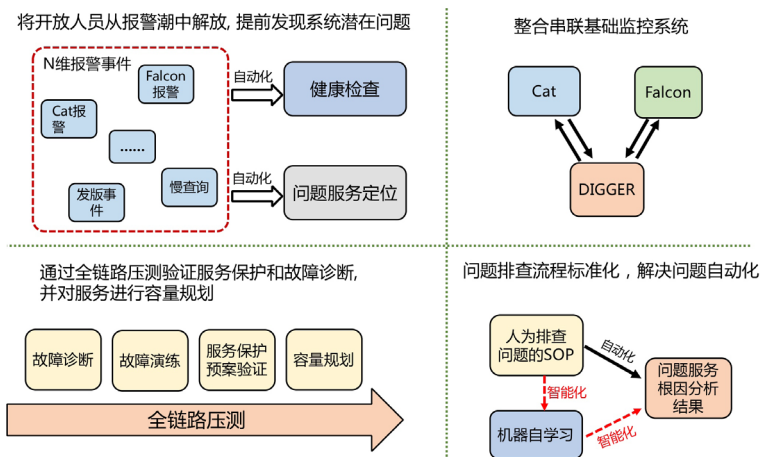 将开放人员从报警潮中解放, 提前发现系统潜在问题
N维报警事件
Falcon
报警
Cat报
警
……
慢查询
发版事
件
自动化
健康检查
自动化
问题服务定位
整合串联基础监控系统
Cat
Falcon
DIGGER
通过全链路压测验证服务保护和故障诊断,
并对服务进行容量规划
故障诊断
故障演练
服务保护
预案验证
容量规划
全链路压测
问题排查流程标准化，解决问题自动化
人为排查
问题的SOP
自动化
问题服务
根因分析
结果
智能化
机器自学习
智能化